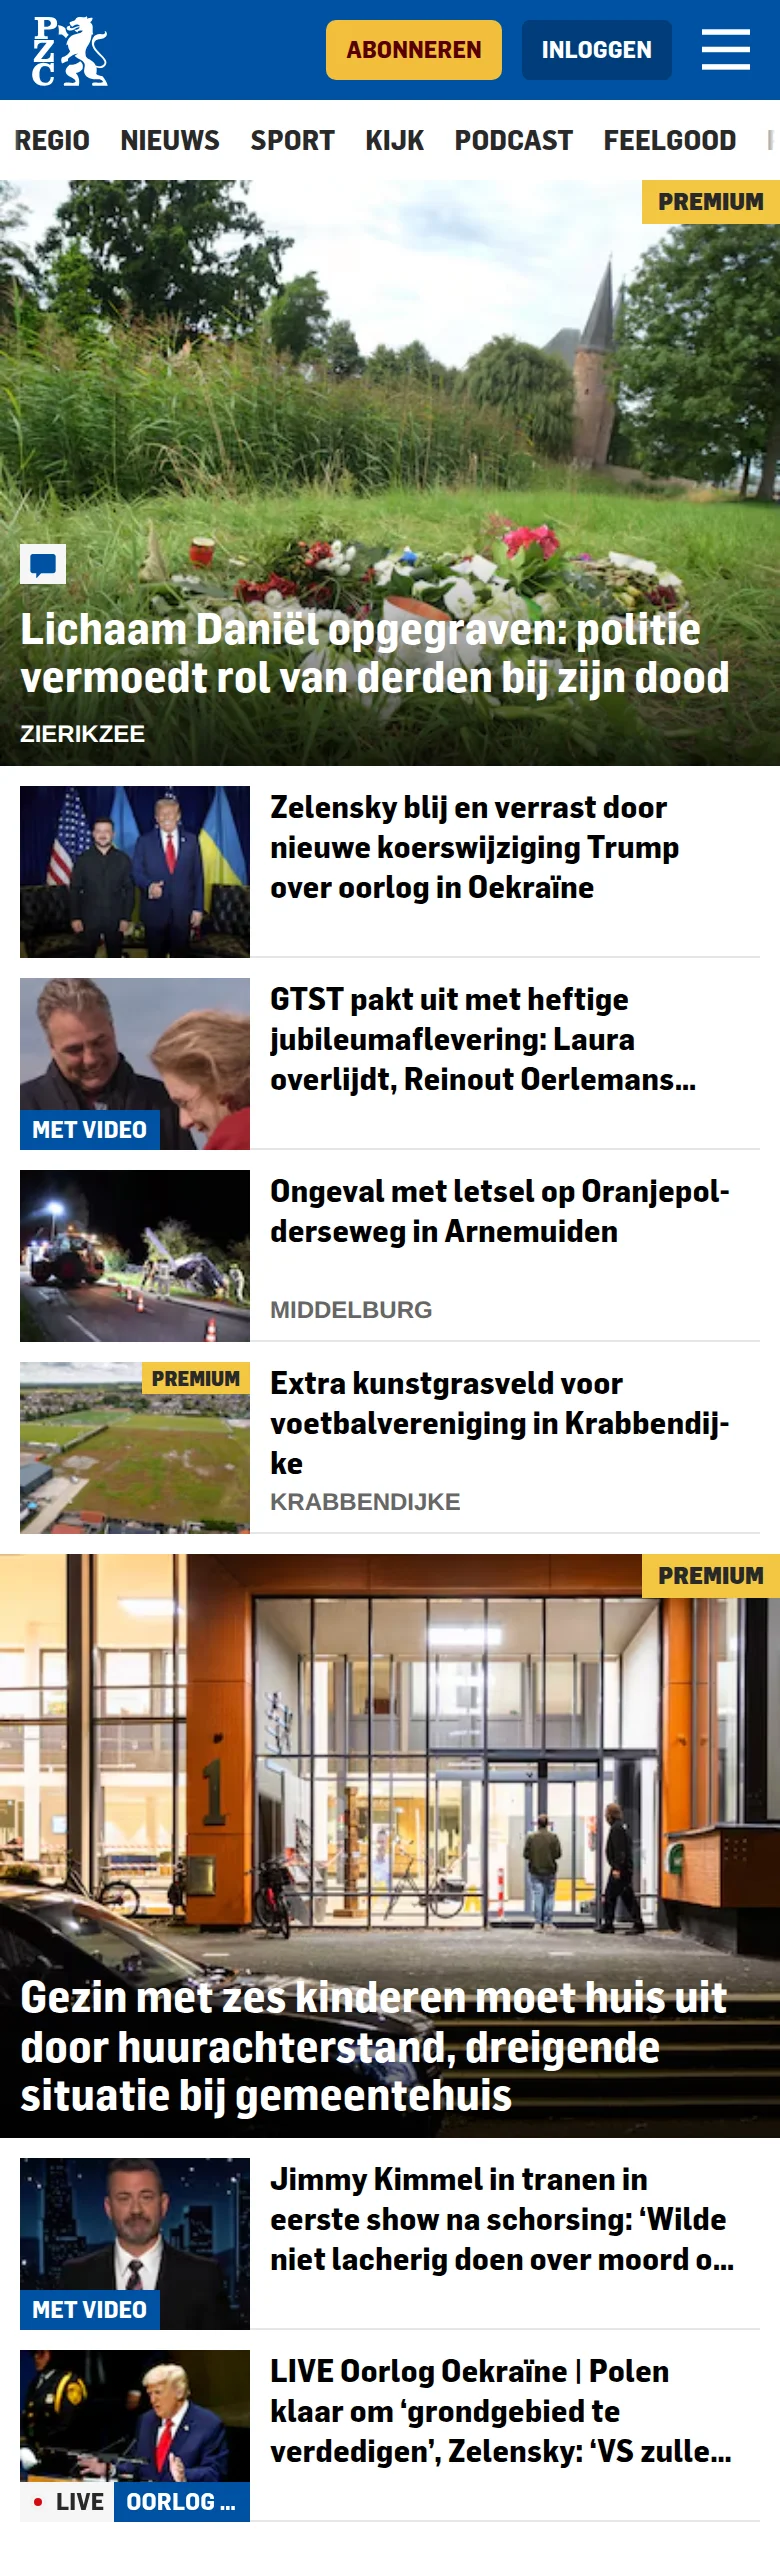 PZC
ABONNEREN
INLOGGEN
REGIO NIEUWS SPORT KIJK PODCAST FEELGOOD
PREMIUM
Lichaam Daniël opgegraven: politie
vermoedt rol van derden bij zijn dood
ZIERIKZEE
Zelensky blij en verrast door
nieuwe koerswijziging Trump
over oorlog in Oekraïne
MET VIDEO
GTST pakt uit met heftige
jubileumaflevering: Laura
overlijdt, Reinout Oerlemans...
Ongeval met letsel op Oranjepol-
derseweg in Arnemuiden
MIDDELBURG
PREMIUM
Extra kunstgrasveld voor
voetbalvereniging in Krabbendij-
ke
KRABBENDIJKE
PREMIUM
1
Gezin met zes kinderen moet huis uit
door huurachterstand, dreigende
situatie bij gemeentehuis
MET VIDEO
Jimmy Kimmel in tranen in
eerste show na schorsing: ‘Wilde
niet lacherig doen over moord o...
LIVE
OORLOG ...
LIVE Oorlog Oekraïne | Polen
klaar om ‘grondgebied te
verdedigen’, Zelensky: ‘VS zulle...